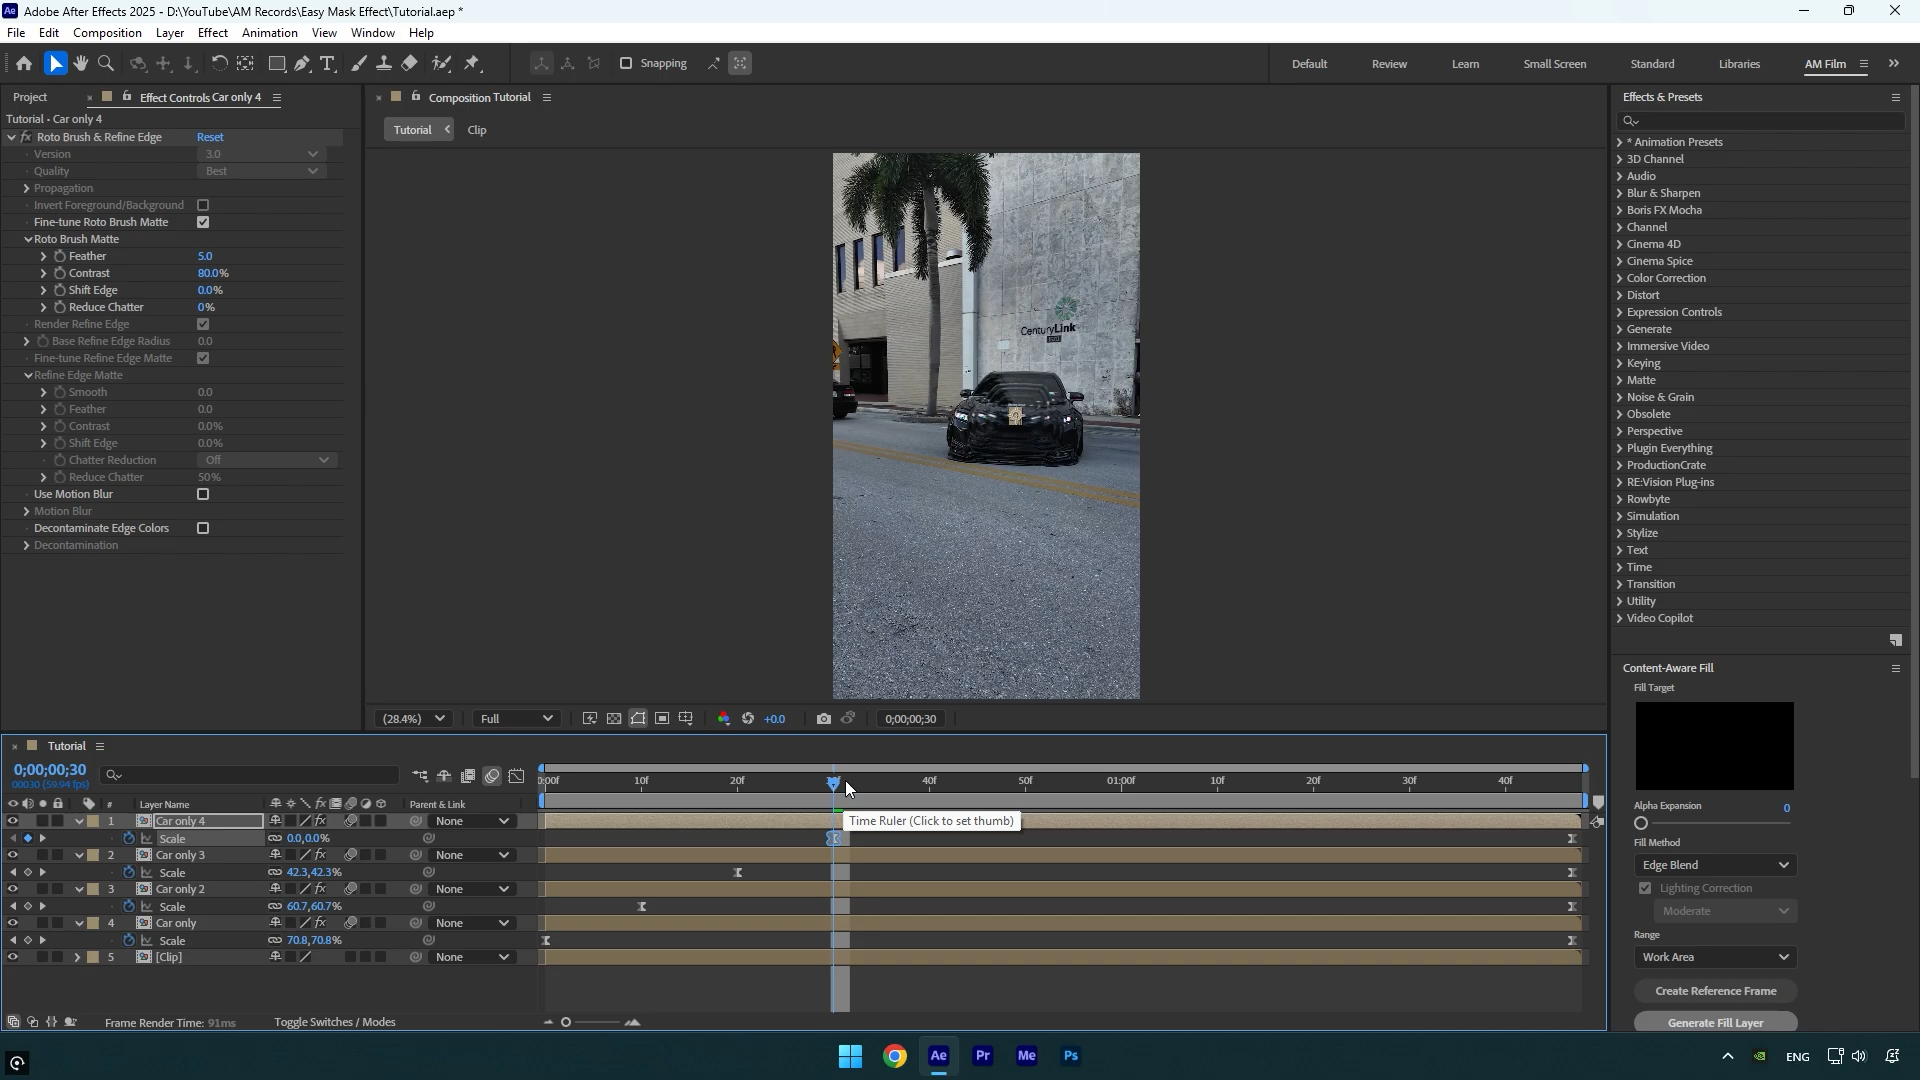 Adobe After Effects 2025 - D:\YouTube\AM Records\Easy Mask Effect\Tutorial.aep *
File Edit Composition Layer Effect Animation View Window Help
Snapping
Default Review Learn Small Screen Standard Libraries AM Film
Project Effect Controls Car only 4
Composition Tutorial
Effects & Presets
Tutorial • Car only 4
Tutorial Clip
Roto Brush & Refine Edge Reset
Version 3.0
Quality Best
Propagation
Invert Foreground/Background
Fine-tune Roto Brush Matte
Roto Brush Matte
Feather 5.0
Contrast 80.0%
Shift Edge 0.0%
Reduce Chatter 0%
Render Refine Edge
Base Refine Edge Radius 0.0
Fine-tune Refine Edge Matte
Refine Edge Matte
Smooth 0.0
Feather 0.0
Contrast 0.0%
Shift Edge 0.0%
Chatter Reduction Off
Reduce Chatter 50%
Use Motion Blur
Motion Blur
Decontaminate Edge Colors
Decontamination
CenturyLink
* Animation Presets
3D Channel
Audio
Blur & Sharpen
Boris FX Mocha
Channel
Cinema 4D
Cinema Spice
Color Correction
Distort
Expression Controls
Generate
Immersive Video
Keying
Matte
Noise & Grain
Obsolete
Perspective
Plugin Everything
ProductionCrate
RE:Vision Plug-ins
Rowbyte
Simulation
Stylize
Text
Time
Transition
Utility
Video Copilot
Content-Aware Fill
Fill Target
Alpha Expansion 0
Fill Method
Edge Blend
Lighting Correction
Moderate
Range
Work Area
Create Reference Frame
Generate Fill Layer
(28.4%) Full +0.0 0;00;00;30
Tutorial
0;00;00;30
00030 (59.94 fps)
0:00f 10f 20f 40f 50f 01:00f 10f 20f 30f 40f
# Layer Name fx Parent & Link
1 Car only 4 fx None
Time Ruler (Click to set thumb)
Scale 0.0,0.0%
2 Car only 3 fx None
Scale 42.3,42.3%
3 Car only 2 fx None
Scale 60.7,60.7%
4 Car only fx None
Scale 70.8,70.8%
5 [Clip] None
Frame Render Time: 91ms Toggle Switches / Modes
Ae Pr Me Ps
ENG